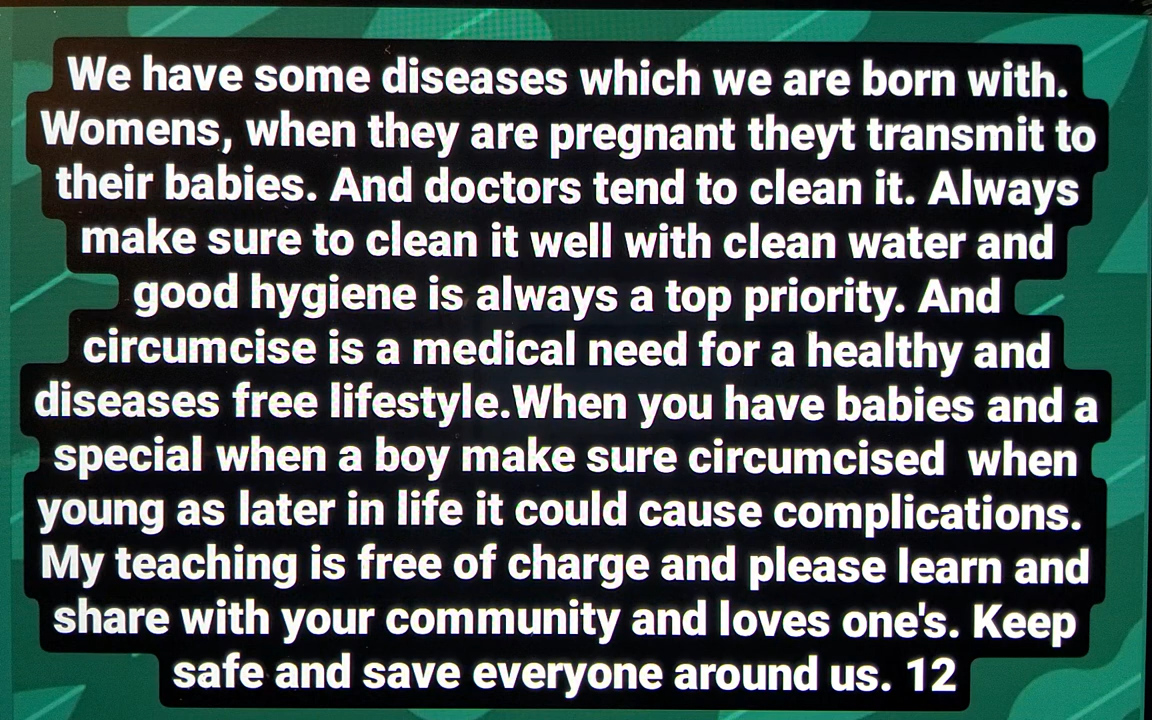 We have some diseases which we are born with.
Womens, when they are pregnant theyt transmit to
their babies. And doctors tend to clean it. Always
make sure to clean it well with clean water and
good hygiene is always a top priority. And
circumcise is a medical need for a healthy and
diseases free lifestyle.When you have babies and a
special when a boy make sure circumcised  when
young as later in life it could cause complications.
My teaching is free of charge and please learn and
share with your community and loves one's. Keep
safe and save everyone around us. 12